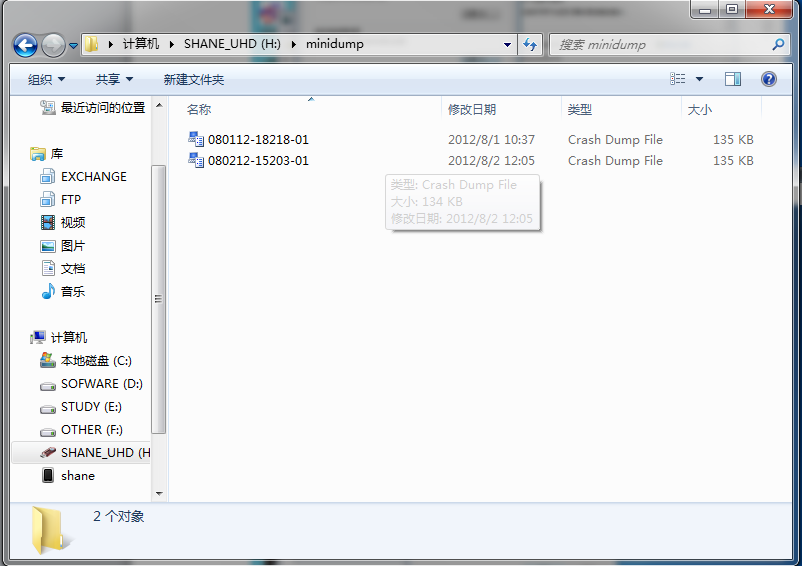 计算机 SHANE_UHD (H:) minidump
搜索 minidump
组织 共享 新建文件夹
名称 修改日期 类型 大小
080112-18218-01 2012/8/1 10:37 Crash Dump File 135 KB
080212-15203-01 2012/8/2 12:05 Crash Dump File 135 KB
类型: Crash Dump File
大小: 134 KB
修改日期: 2012/8/2 12:05
最近访问的位置
库
EXCHANGE
FTP
视频
图片
文档
音乐
计算机
本地磁盘 (C:)
SOFWARE (D:)
STUDY (E:)
OTHER (F:)
SHANE_UHD (H
shane
2 个对象